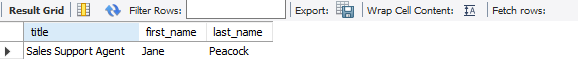 Result Grid Filter Rows: Export: Wrap Cell Content: Fetch rows:
title first_name last_name
Sales Support Agent Jane Peacock